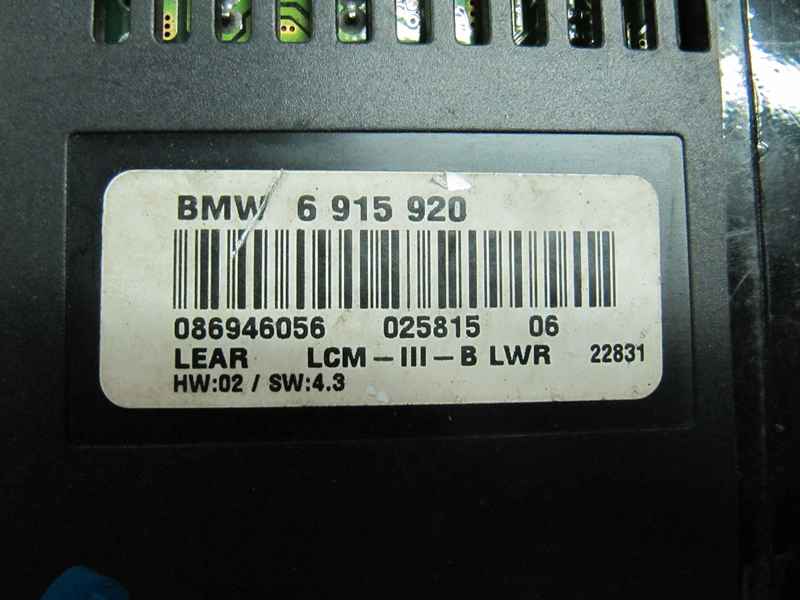 BMW 6 915 920
086946056 025815 06
LEAR LCM-III-B LWR 22831
HW:02 / SW:4.3